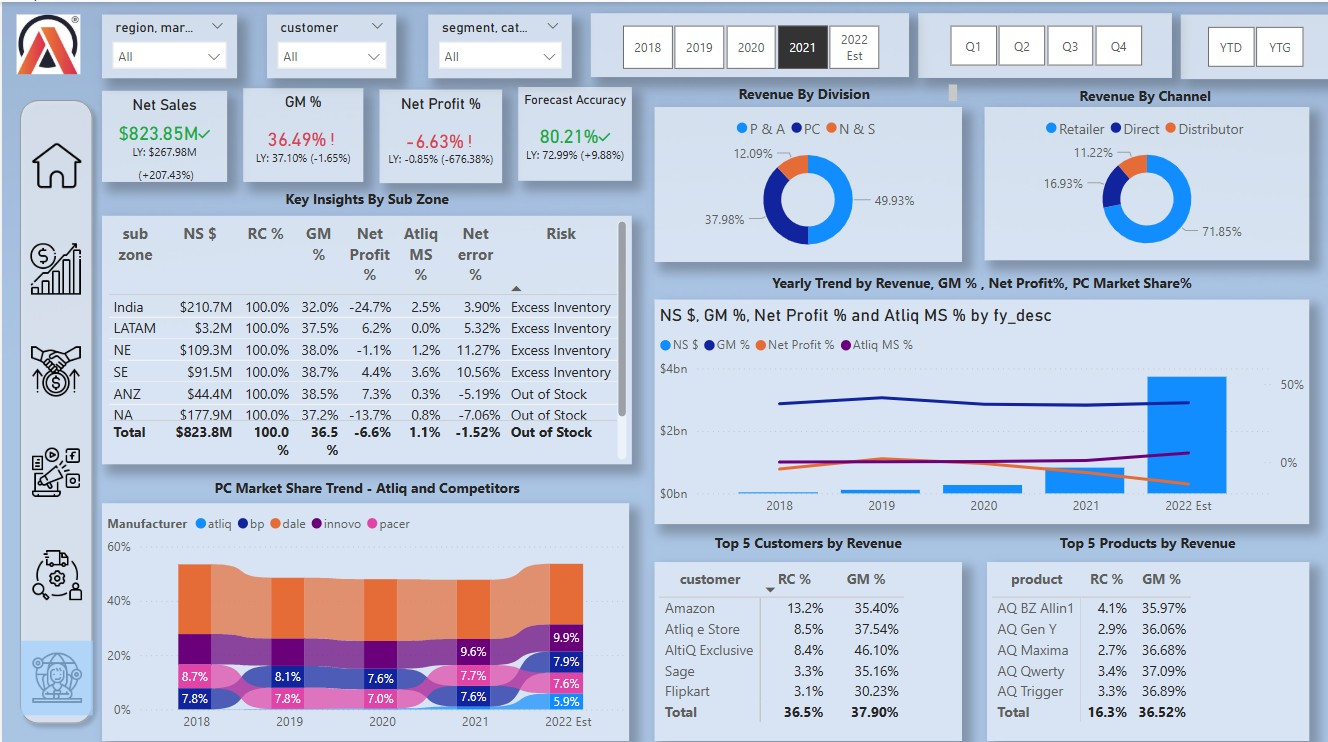 region, mar...
All
customer
All
segment, cat...
All
2018
2019
2020
2021
2022
Est
Q1
Q2
Q3
Q4
YTD
YTG
Net Sales
$823.85M✓
LY: $267.98M
(+207.43%)
GM %
36.49% !
LY: 37.10% (-1.65%)
Net Profit %
-6.63% !
LY: -0.85% (-676.38%)
Forecast Accuracy
80.21%✓
LY: 72.99% (+9.88%)
Revenue By Division
P & A PC N & S
12.09%
49.93%
37.98%
Revenue By Channel
Retailer Direct Distributor
11.22%
16.93%
71.85%
Key Insights By Sub Zone
sub zone NS $ RC % GM % Net Profit % Atliq MS % Net error % Risk
India $210.7M 100.0% 32.0% -24.7% 2.5% 3.90% Excess Inventory
LATAM $3.2M 100.0% 37.5% 6.2% 0.0% 5.32% Excess Inventory
NE $109.3M 100.0% 38.0% -1.1% 1.2% 11.27% Excess Inventory
SE $91.5M 100.0% 38.7% 4.4% 3.6% 10.56% Excess Inventory
ANZ $44.4M 100.0% 38.5% 7.3% 0.3% -5.19% Out of Stock
NA $177.9M 100.0% 37.2% -13.7% 0.8% -7.06% Out of Stock
Total $823.8M 100.0% 36.5% -6.6% 1.1% -1.52% Out of Stock
Yearly Trend by Revenue, GM % , Net Profit%, PC Market Share%
NS $, GM %, Net Profit % and Atliq MS % by fy_desc
NS $ GM % Net Profit % Atliq MS %
$4bn
$2bn
$0bn
50%
0%
2018 2019 2020 2021 2022 Est
PC Market Share Trend - Atliq and Competitors
Manufacturer atliq bp dale innovo pacer
60%
40%
20%
0%
8.7%
7.8%
8.1%
7.8%
7.6%
7.0%
9.6%
7.7%
7.6%
9.9%
7.9%
7.6%
5.9%
2018 2019 2020 2021 2022 Est
Top 5 Customers by Revenue
customer RC % GM %
Amazon 13.2% 35.40%
Atliq e Store 8.5% 37.54%
AltiQ Exclusive 8.4% 46.10%
Sage 3.3% 35.16%
Flipkart 3.1% 30.23%
Total 36.5% 37.90%
Top 5 Products by Revenue
product RC % GM %
AQ BZ Allin1 4.1% 35.97%
AQ Gen Y 2.9% 36.06%
AQ Maxima 2.7% 36.68%
AQ Qwerty 3.4% 37.09%
AQ Trigger 3.3% 36.89%
Total 16.3% 36.52%